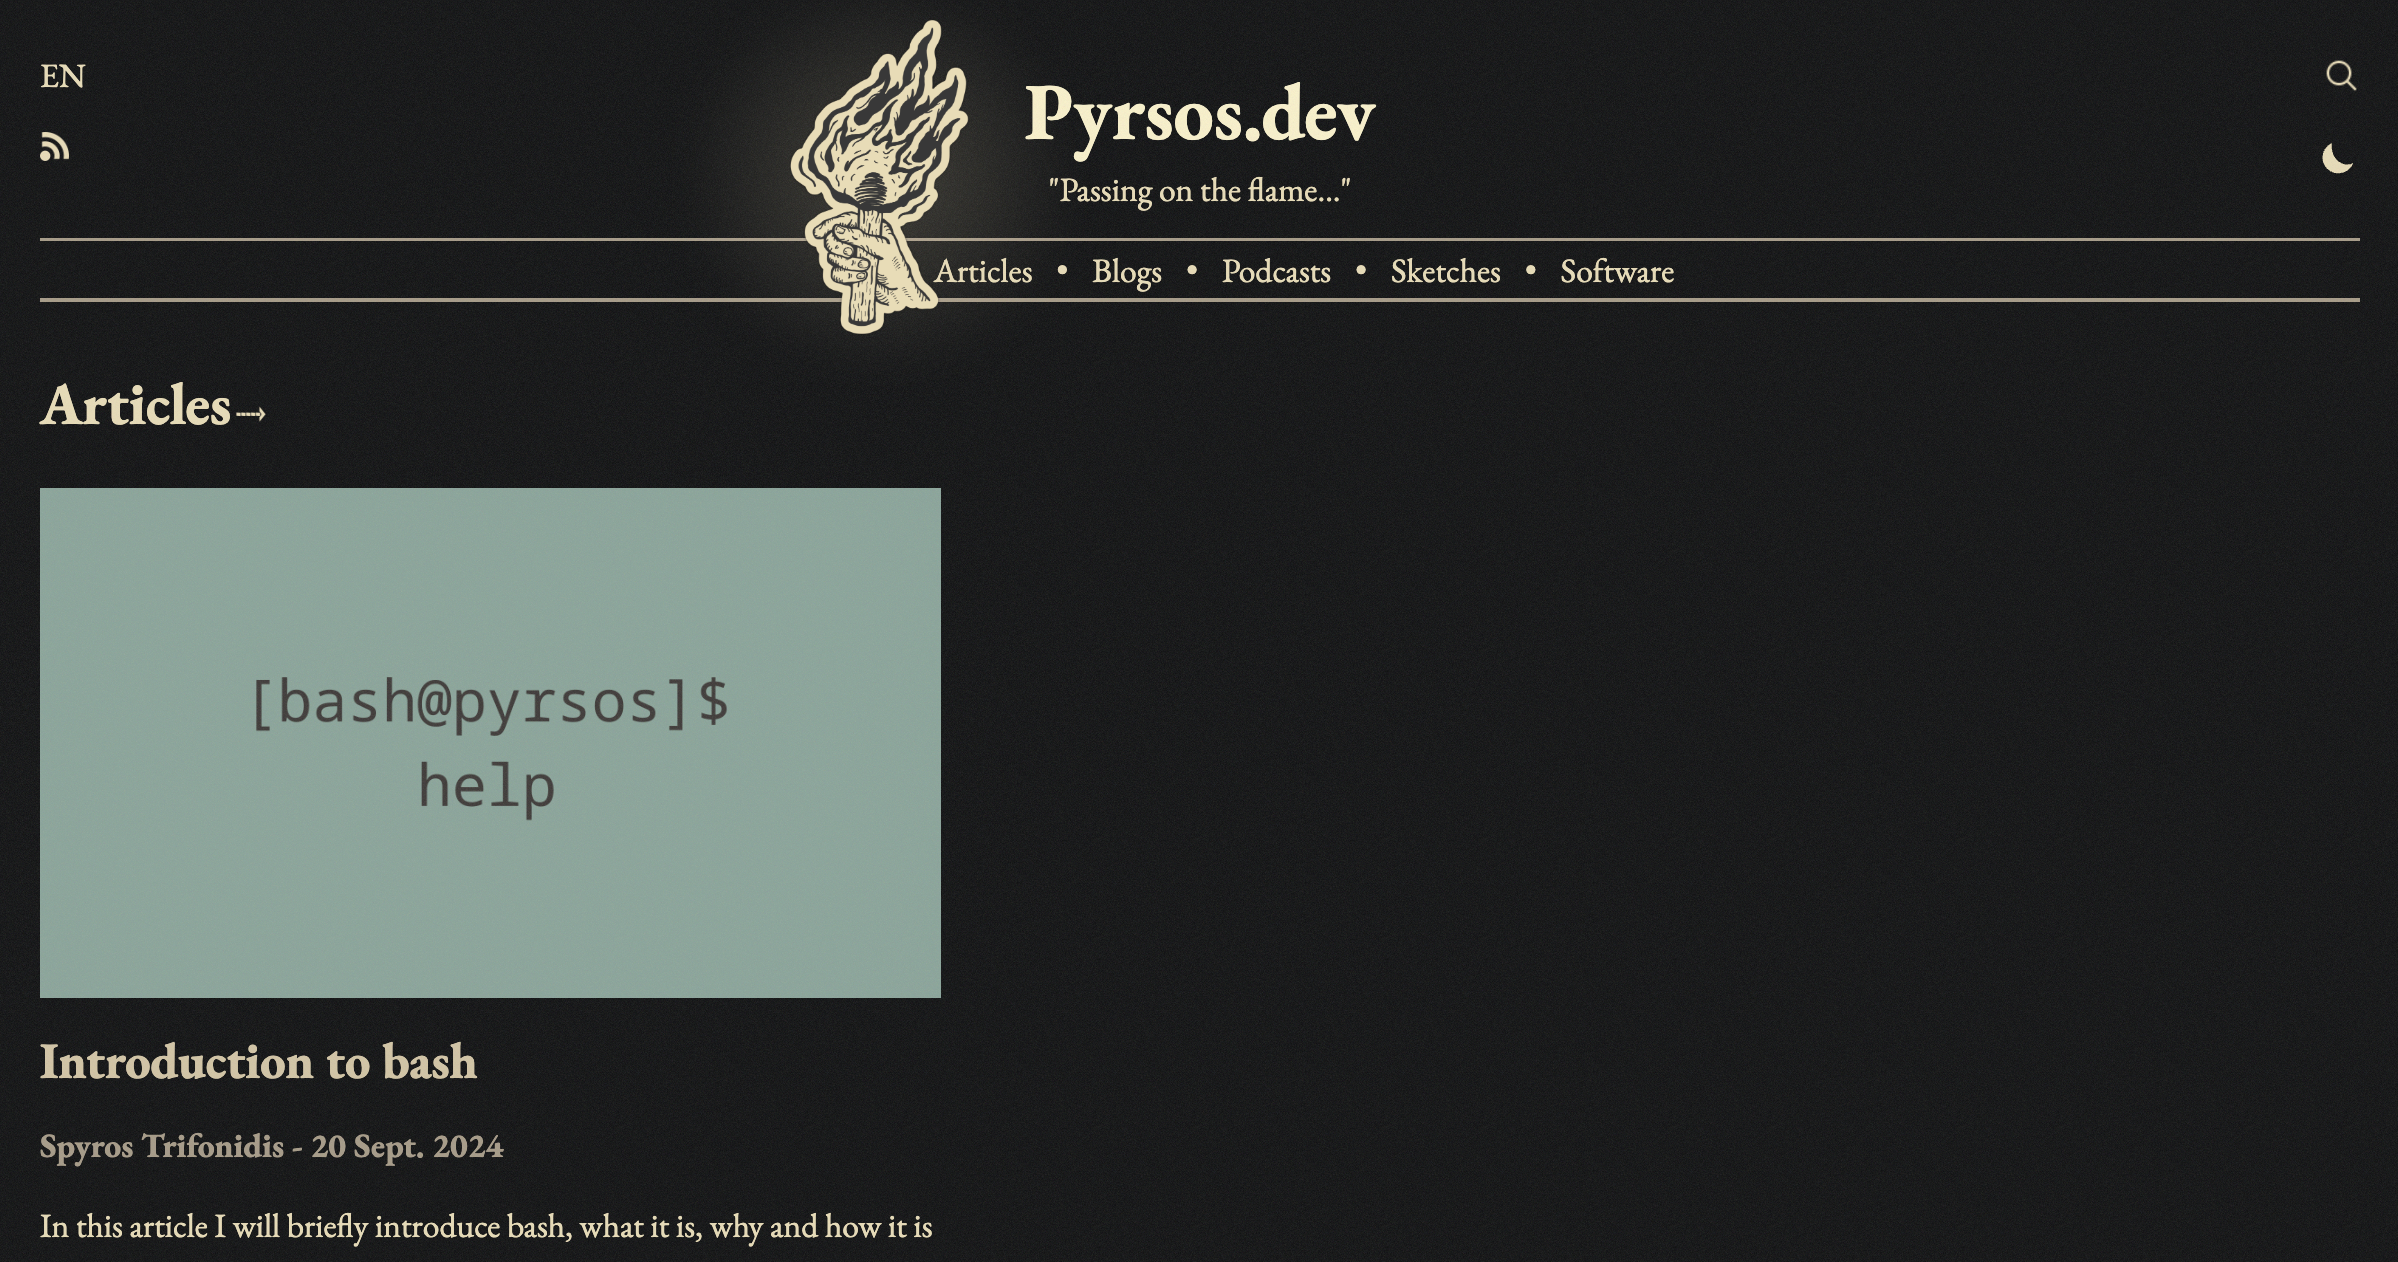 EN
Pyrsos.dev
"Passing on the flame..."
Articles • Blogs • Podcasts • Sketches • Software
Articles
[bash@pyrsos]$
help
Introduction to bash
Spyros Trifonidis - 20 Sept. 2024
In this article I will briefly introduce bash, what it is, why and how it is